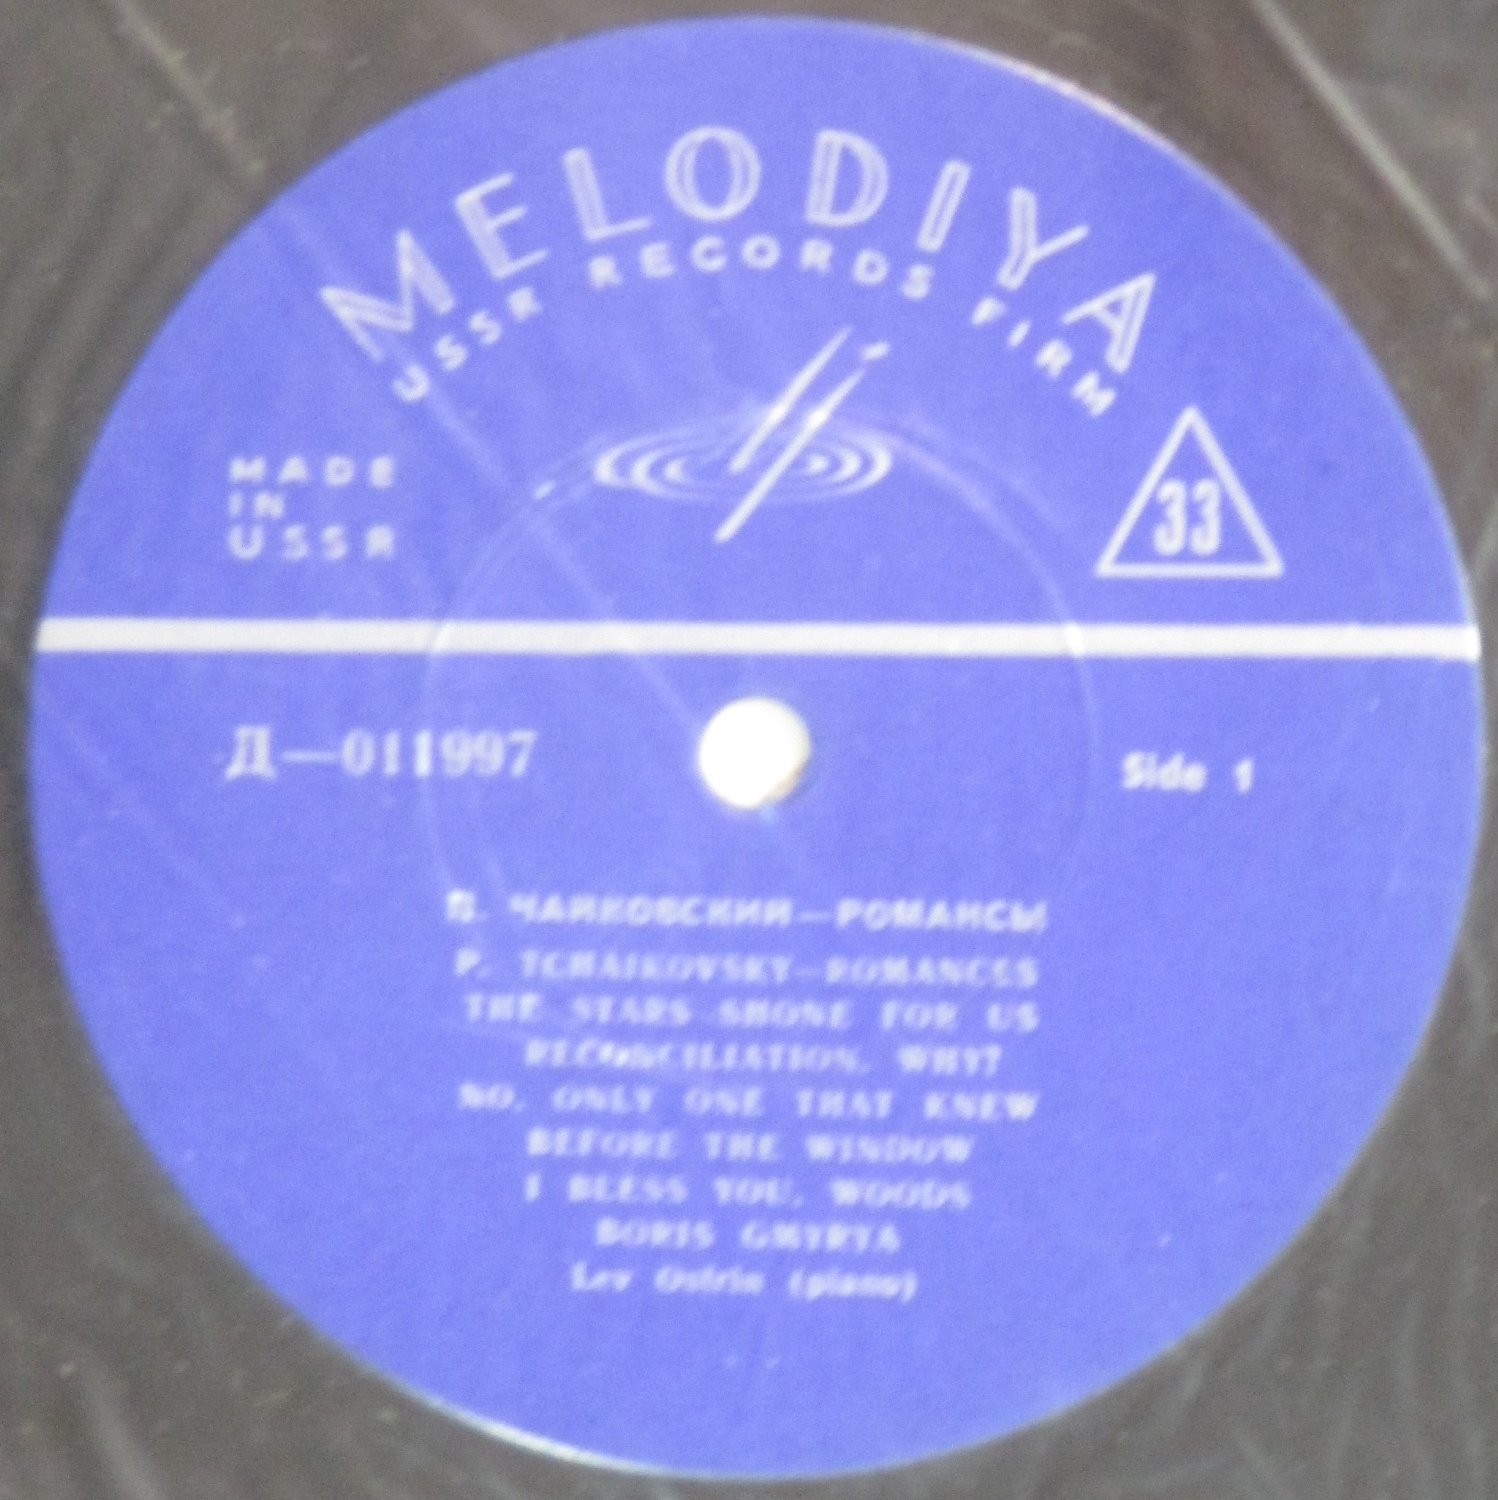 MELODIYA
USSR RECORDS FIRM
MADE
IN
USSR
33
Д—011997
Side 1
П. ЧАЙКОВСКИЙ—РОМАНСЫ
P. TCHAIKOVSKY—ROMANCES
THE STARS SHONE FOR US
RECONCILIATION. WHY?
NO, ONLY ONE THAT KNEW
BEFORE THE WINDOW
I BLESS YOU, WOODS
BORIS GMYRYA
Lev Ostrin (piano)